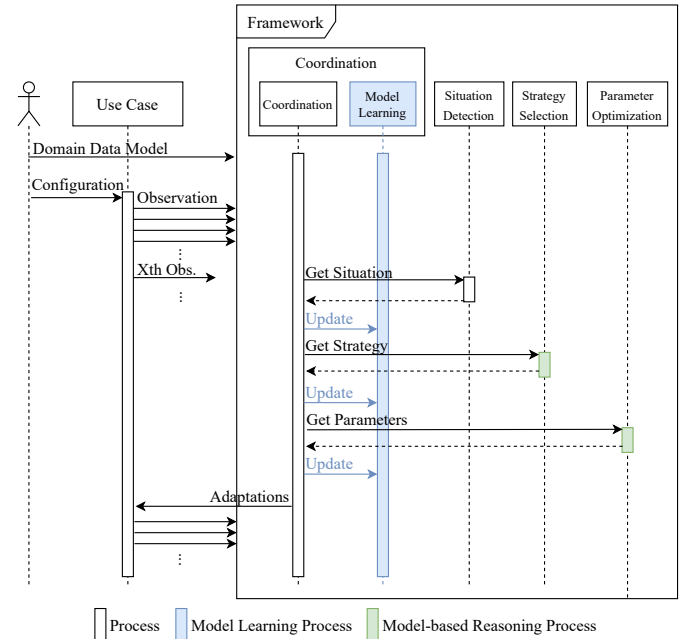 Framework
Coordination
Use Case
Coordination
Model
Learning
Situation
Detection
Strategy
Selection
Parameter
Optimization
Domain Data Model
Configuration
Observation
...
Xth Obs.
...
Get Situation
Update
Get Strategy
Update
Get Parameters
Update
Adaptations
...
Process
Model Learning Process
Model-based Reasoning Process